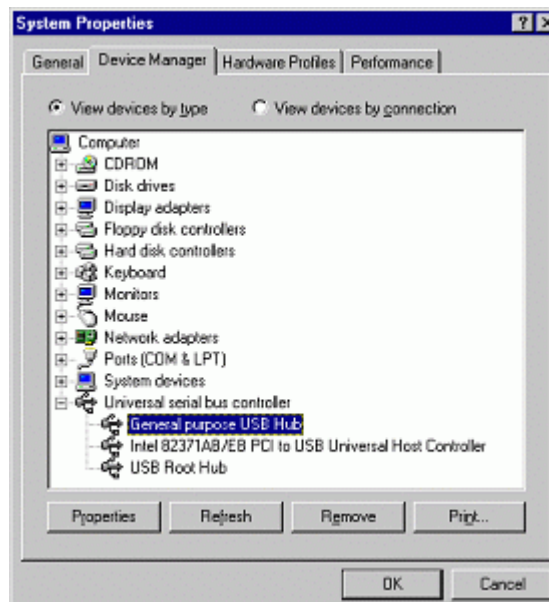 System Properties
General Device Manager Hardware Profiles Performance
View devices by type View devices by connection
Computer
CDROM
Disk drives
Display adapters
Floppy disk controllers
Hard disk controllers
Keyboard
Monitors
Mouse
Network adapters
Ports (COM & LPT)
System devices
Universal serial bus controller
General purpose USB Hub
Intel 82371AB/EB PCI to USB Universal Host Controller
USB Root Hub
Properties Refresh Remove Print...
OK Cancel